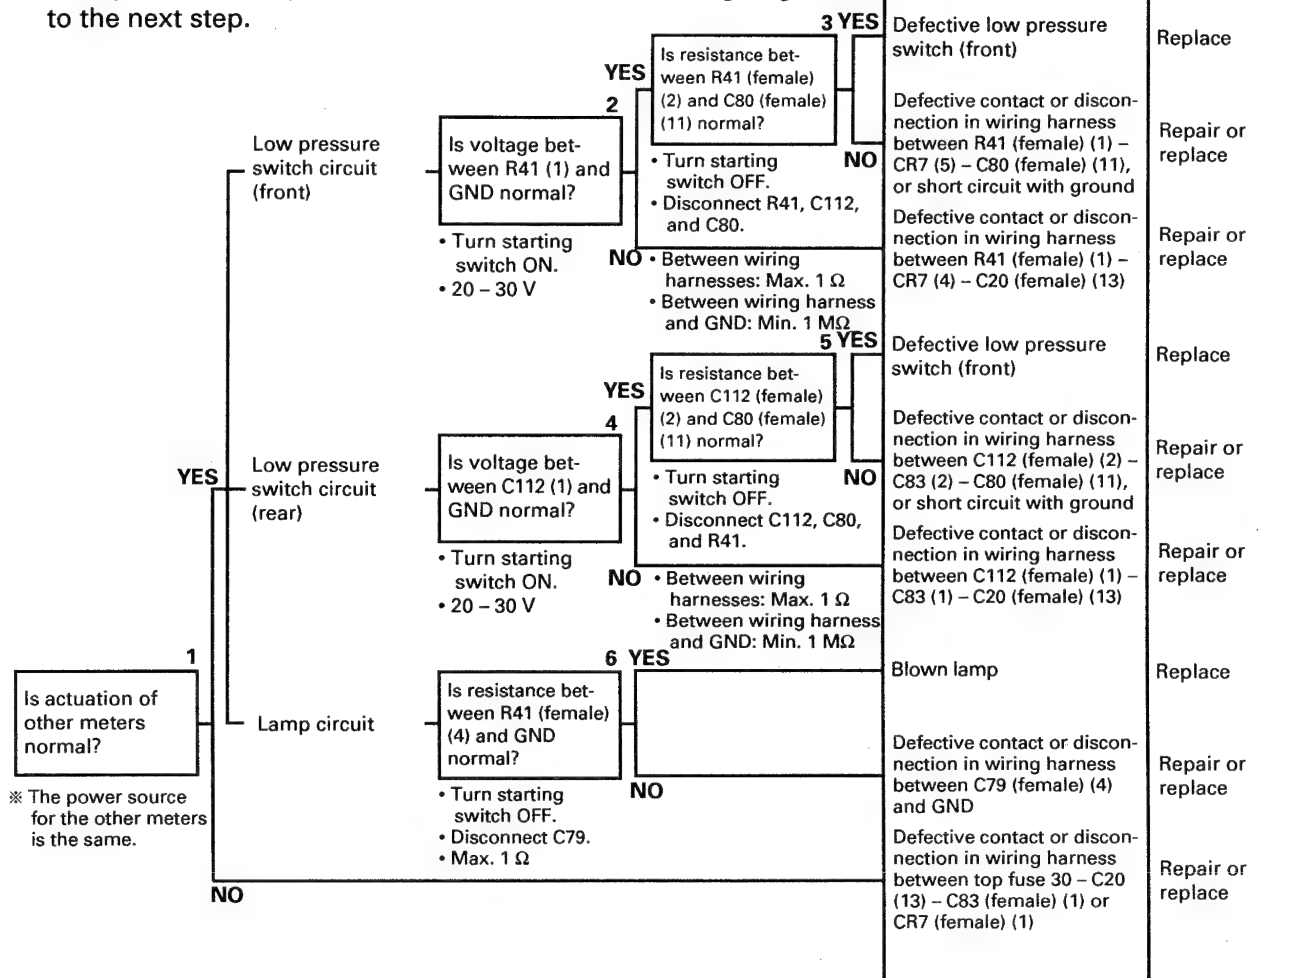 to the next step.
1
Is actuation of
other meters
normal?
※ The power source
for the other meters
is the same.
YES
NO
Low pressure
switch circuit
(front)
2
Is voltage bet-
ween R41 (1) and
GND normal?
• Turn starting
switch ON.
• 20 – 30 V
YES
NO
3 YES
Is resistance bet-
ween R41 (female)
(2) and C80 (female)
(11) normal?
NO
• Turn starting
switch OFF.
• Disconnect R41, C112,
and C80.
• Between wiring
harnesses: Max. 1 Ω
• Between wiring harness
and GND: Min. 1 MΩ
Defective low pressure
switch (front)
Replace
Defective contact or discon-
nection in wiring harness
between R41 (female) (1) –
CR7 (5) – C80 (female) (11),
or short circuit with ground
Repair or
replace
Defective contact or discon-
nection in wiring harness
between R41 (female) (1) –
CR7 (4) – C20 (female) (13)
Repair or
replace
Low pressure
switch circuit
(rear)
4
Is voltage bet-
ween C112 (1) and
GND normal?
• Turn starting
switch ON.
• 20 – 30 V
YES
NO
5 YES
Is resistance bet-
ween C112 (female)
(2) and C80 (female)
(11) normal?
NO
• Turn starting
switch OFF.
• Disconnect C112, C80,
and R41.
• Between wiring
harnesses: Max. 1 Ω
• Between wiring harness
and GND: Min. 1 MΩ
Defective low pressure
switch (front)
Replace
Defective contact or discon-
nection in wiring harness
between C112 (female) (2) –
C83 (2) – C80 (female) (11),
or short circuit with ground
Repair or
replace
Defective contact or discon-
nection in wiring harness
between C112 (female) (1) –
C83 (1) – C20 (female) (13)
Repair or
replace
Lamp circuit
6 YES
Is resistance bet-
ween R41 (female)
(4) and GND
normal?
NO
• Turn starting
switch OFF.
• Disconnect C79.
• Max. 1 Ω
Blown lamp
Replace
Defective contact or discon-
nection in wiring harness
between C79 (female) (4)
and GND
Repair or
replace
Defective contact or discon-
nection in wiring harness
between top fuse 30 – C20
(13) – C83 (female) (1) or
CR7 (female) (1)
Repair or
replace